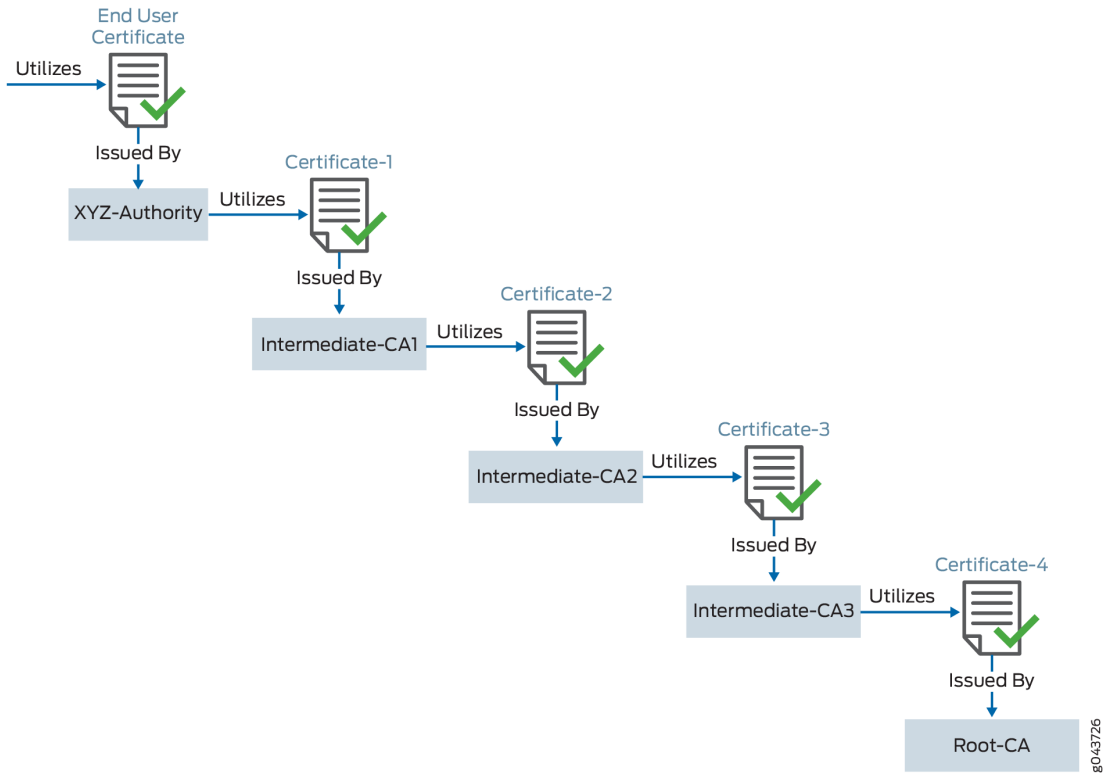 End User
Certificate
Utilizes
Issued By
Certificate-1
XYZ-Authority
Utilizes
Issued By
Certificate-2
Intermediate-CA1
Utilizes
Issued By
Certificate-3
Intermediate-CA2
Utilizes
Issued By
Certificate-4
Intermediate-CA3
Utilizes
Issued By
Root-CA
g043726